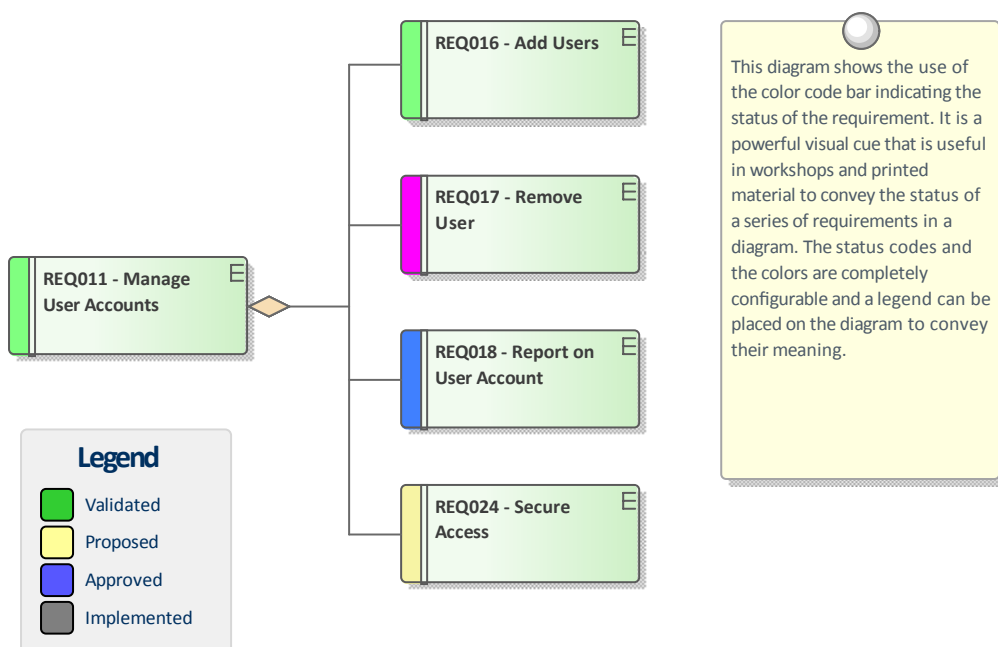 REQ016 - Add Users
E
REQ017 - Remove
User
E
REQ011 - Manage
User Accounts
E
REQ018 - Report on
User Account
E
REQ024 - Secure
Access
E
This diagram shows the use of
the color code bar indicating the
status of the requirement. It is a
powerful visual cue that is useful
in workshops and printed
material to convey the status of
a series of requirements in a
diagram. The status codes and
the colors are completely
configurable and a legend can be
placed on the diagram to convey
their meaning.
Legend
Validated
Proposed
Approved
Implemented